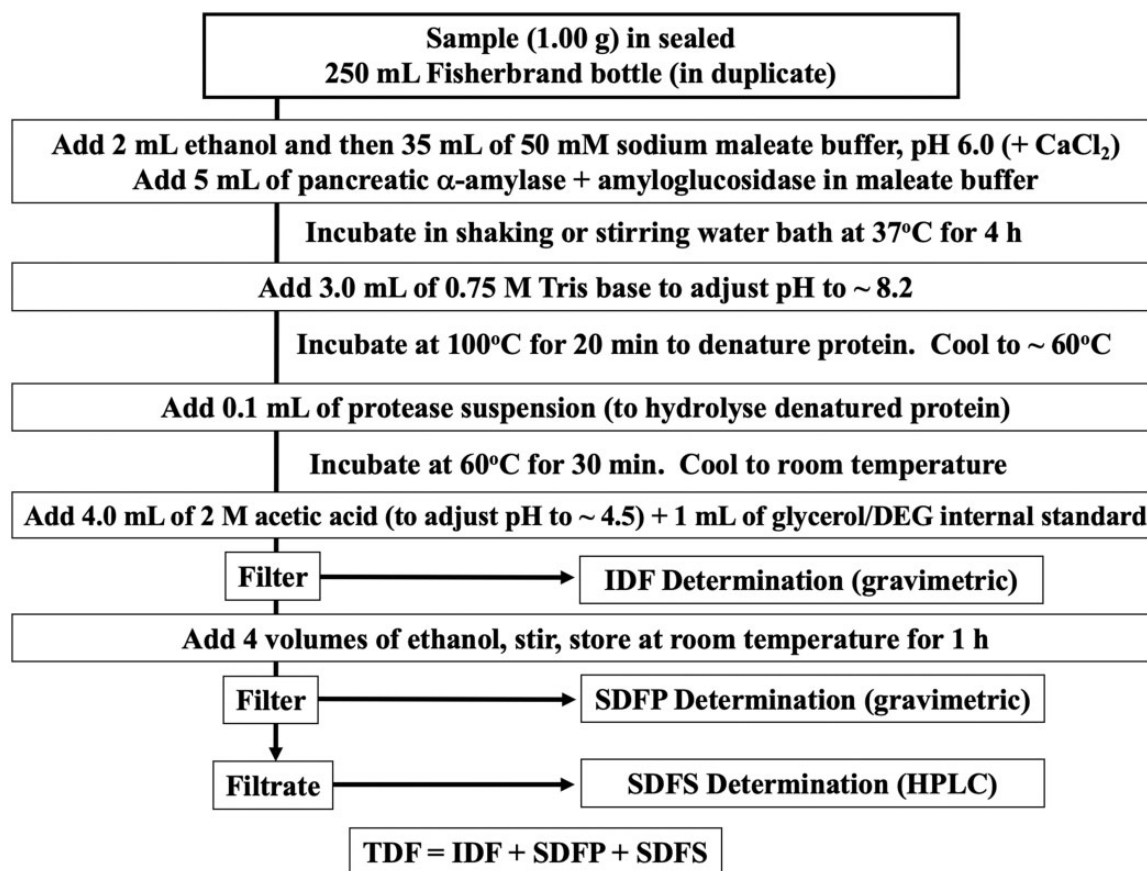 Sample (1.00 g) in sealed
250 mL Fisherbrand bottle (in duplicate)
Add 2 mL ethanol and then 35 mL of 50 mM sodium maleate buffer, pH 6.0 (+ CaCl₂)
Add 5 mL of pancreatic α-amylase + amyloglucosidase in maleate buffer
Incubate in shaking or stirring water bath at 37ºC for 4 h
Add 3.0 mL of 0.75 M Tris base to adjust pH to ~ 8.2
Incubate at 100ºC for 20 min to denature protein. Cool to ~ 60ºC
Add 0.1 mL of protease suspension (to hydrolyse denatured protein)
Incubate at 60ºC for 30 min. Cool to room temperature
Add 4.0 mL of 2 M acetic acid (to adjust pH to ~ 4.5) + 1 mL of glycerol/DEG internal standard
Filter
IDF Determination (gravimetric)
Add 4 volumes of ethanol, stir, store at room temperature for 1 h
Filter
SDFP Determination (gravimetric)
Filtrate
SDFS Determination (HPLC)
TDF = IDF + SDFP + SDFS